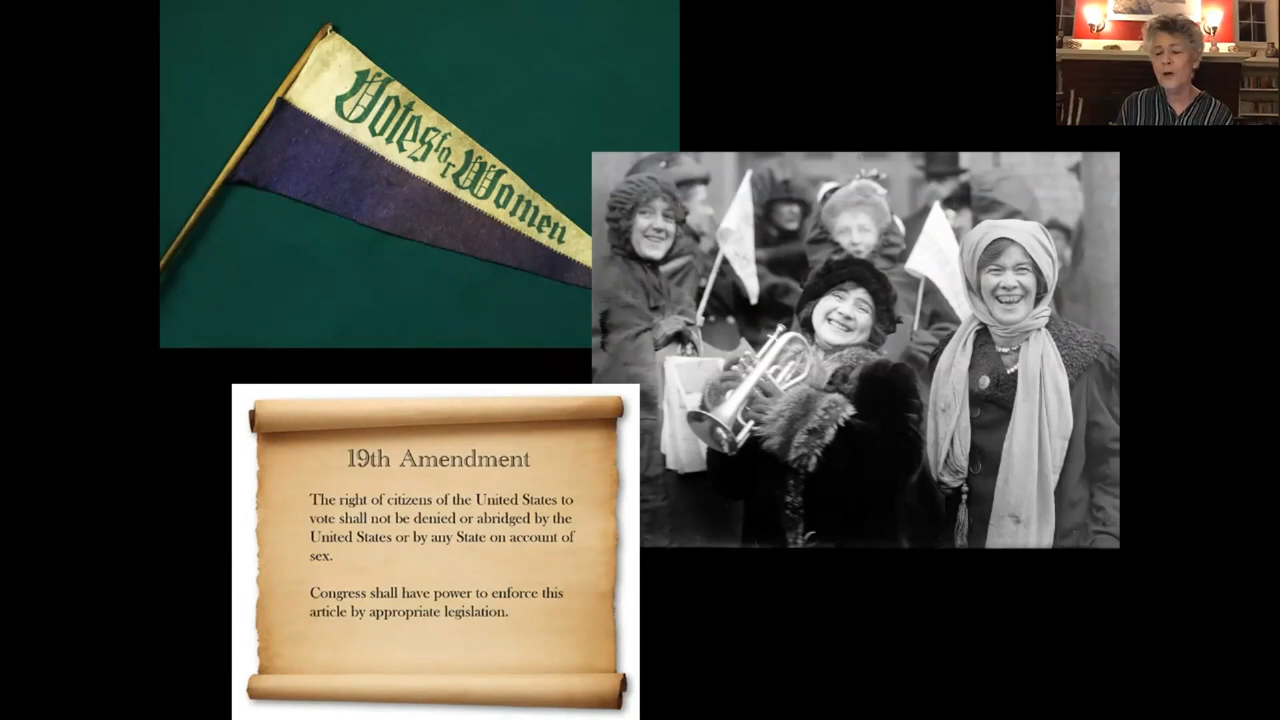 Votes for Women
19th Amendment
The right of citizens of the United States to
vote shall not be denied or abridged by the
United States or by any State on account of
sex.
Congress shall have power to enforce this
article by appropriate legislation.